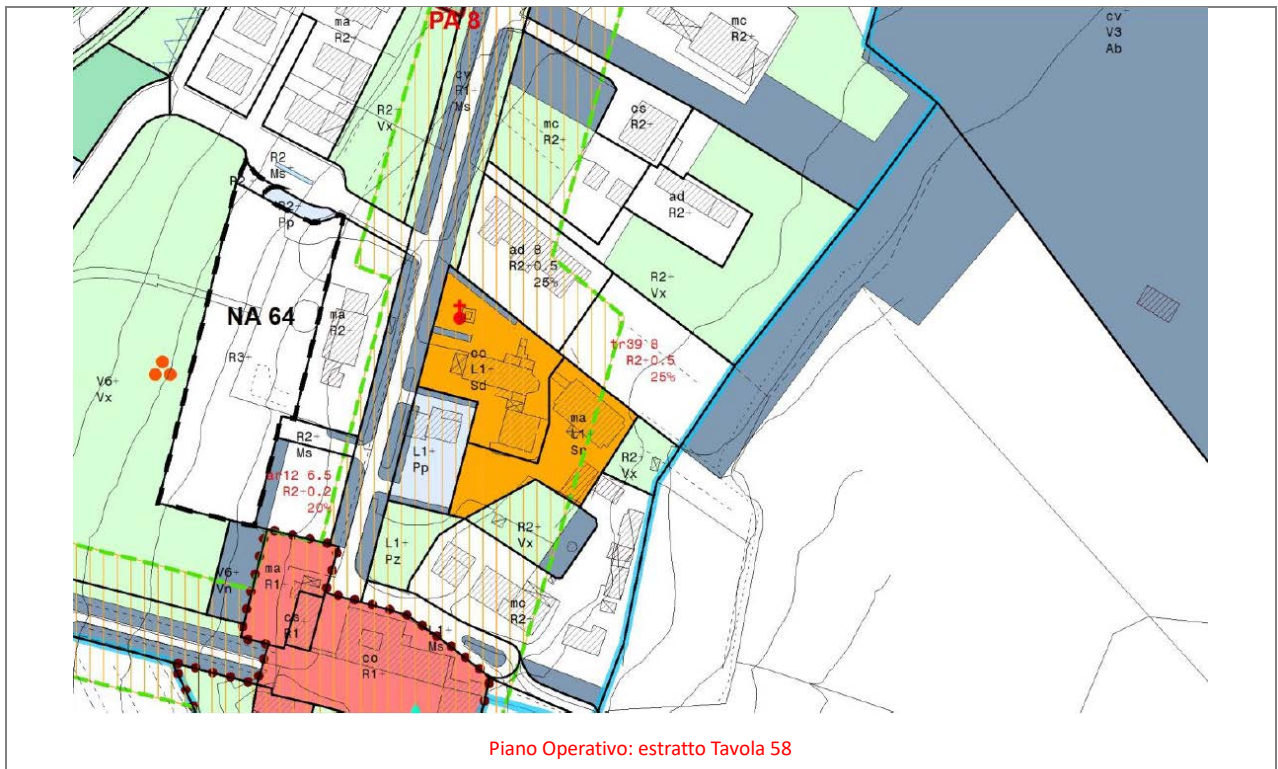 PA 8
ma
R2-
mc
R2-
cv
V3
Ab
cv
R1-
Ms
R2-
Vx
cs
R2-
mc
R2-
R2
Ms
ad
R2-
R2-
Pp
ad 8
R2-0.5
25%
R2-
Vx
NA 64
ma
R2-
tr39 8
R2-0.5
25%
R3-
co
L1-
Sd
V6-
Vx
ma
L1-
Sr
R2-
Ms
L1-
Pp
R2-
Vx
ar12 6.5
R2-0.2
20%
R2-
Vx
L1-
Pz
V6-
Vn
ma
R1-
mc
R2-
cs
R1
L1-
Ms
co
R1-
Piano Operativo: estratto Tavola 58